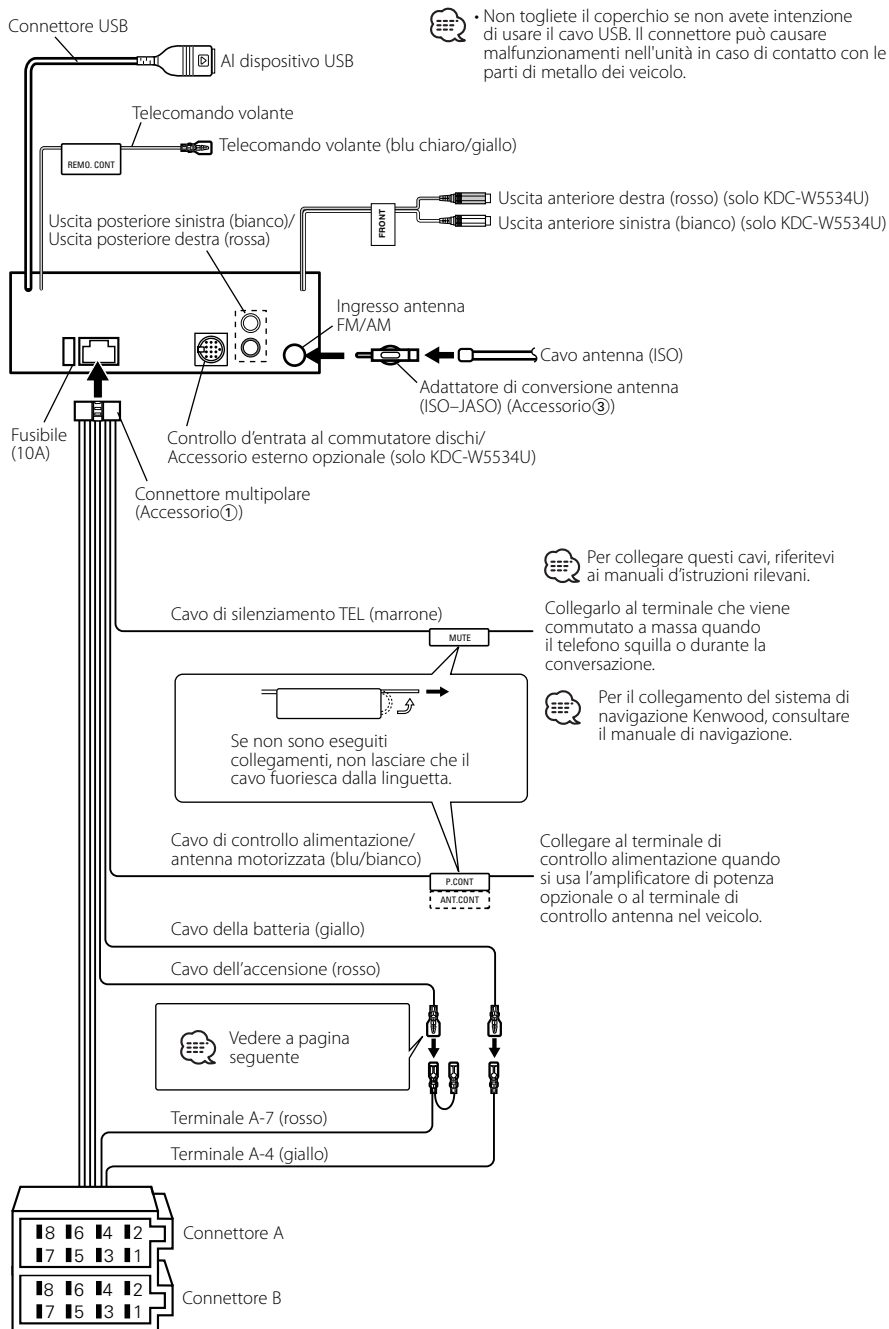 Connettore USB
Al dispositivo USB
• Non togliete il coperchio se non avete intenzione
di usare il cavo USB. Il connettore può causare
malfunzionamenti nell'unità in caso di contatto con le
parti di metallo dei veicolo.
Telecomando volante
REMO. CONT
Telecomando volante (blu chiaro/giallo)
Uscita posteriore sinistra (bianco)/
Uscita posteriore destra (rossa)
FRONT
Uscita anteriore destra (rosso) (solo KDC-W5534U)
Uscita anteriore sinistra (bianco) (solo KDC-W5534U)
Ingresso antenna
FM/AM
Cavo antenna (ISO)
Adattatore di conversione antenna
(ISO–JASO) (Accessorio③)
Fusibile
(10A)
Controllo d'entrata al commutatore dischi/
Accessorio esterno opzionale (solo KDC-W5534U)
Connettore multipolare
(Accessorio①)
Per collegare questi cavi, riferitevi
ai manuali d'istruzioni rilevani.
Cavo di silenziamento TEL (marrone)
MUTE
Collegarlo al terminale che viene
commutato a massa quando
il telefono squilla o durante la
conversazione.
Se non sono eseguiti
collegamenti, non lasciare che il
cavo fuoriesca dalla linguetta.
Per il collegamento del sistema di
navigazione Kenwood, consultare
il manuale di navigazione.
Cavo di controllo alimentazione/
antenna motorizzata (blu/bianco)
P.CONT
ANT.CONT
Collegare al terminale di
controllo alimentazione quando
si usa l'amplificatore di potenza
opzionale o al terminale di
controllo antenna nel veicolo.
Cavo della batteria (giallo)
Cavo dell'accensione (rosso)
Vedere a pagina
seguente
Terminale A-7 (rosso)
Terminale A-4 (giallo)
8 6 4 2
7 5 3 1
Connettore A
8 6 4 2
7 5 3 1
Connettore B